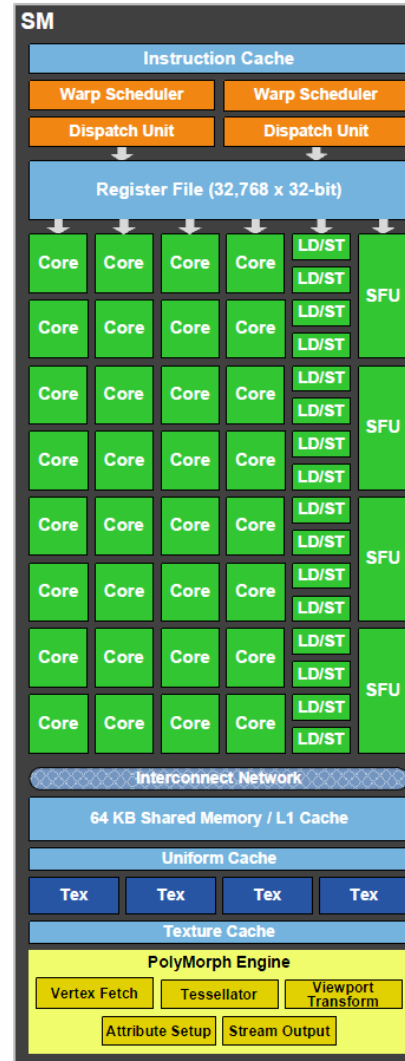 SM
Instruction Cache
Warp Scheduler Warp Scheduler
Dispatch Unit Dispatch Unit
Register File (32,768 x 32-bit)
Core Core Core Core LD/ST SFU
LD/ST
Core Core Core Core LD/ST
LD/ST
Core Core Core Core LD/ST SFU
LD/ST
Core Core Core Core LD/ST
LD/ST
Core Core Core Core LD/ST SFU
LD/ST
Core Core Core Core LD/ST
LD/ST
Core Core Core Core LD/ST SFU
LD/ST
Core Core Core Core LD/ST
LD/ST
Interconnect Network
64 KB Shared Memory / L1 Cache
Uniform Cache
Tex Tex Tex Tex
Texture Cache
PolyMorph Engine
Vertex Fetch Tessellator Viewport Transform
Attribute Setup Stream Output